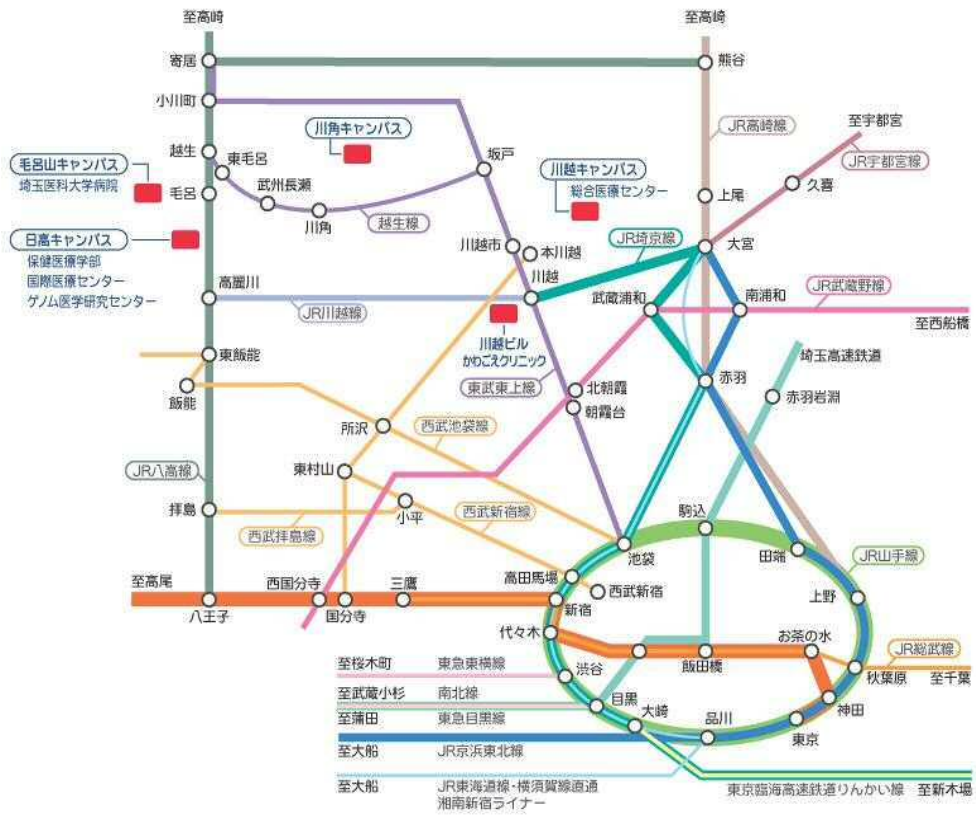 至高崎
至高崎
寄居
熊谷
小川町
JR高崎線
至宇都宮
川角キャンパス
越生
東毛呂
坂戸
JR宇都宮線
毛呂山キャンパス
埼玉医科大学病院
川越キャンパス
総合医療センター
武州長瀬
毛呂
久喜
上尾
川角
越生線
日高キャンパス
保健医療学部
国際医療センター
ゲノム医学研究センター
川越市
本川越
JR埼京線
大宮
高麗川
川越
武蔵浦和
南浦和
JR武蔵野線
JR川越線
至西船橋
川越ビル
かわごえクリニック
東飯能
埼玉高速鉄道
飯能
東武東上線
北朝霞
朝霞台
赤羽
赤羽岩淵
所沢
西武池袋線
JR八高線
東村山
拝島
小平
西武新宿線
駒込
西武拝島線
池袋
田端
JR山手線
至高尾
西国分寺
三鷹
高田馬場
西武新宿
八王子
国分寺
新宿
上野
代々木
お茶の水
飯田橋
JR総武線
至桜木町
東急東横線
渋谷
秋葉原
至千葉
至武蔵小杉
南北線
目黒
神田
至蒲田
東急目黒線
大崎
品川
東京
至大船
JR京浜東北線
至大船
JR東海道線・横須賀線直通
湘南新宿ライナー
東京臨海高速鉄道りんかい線
至新木場